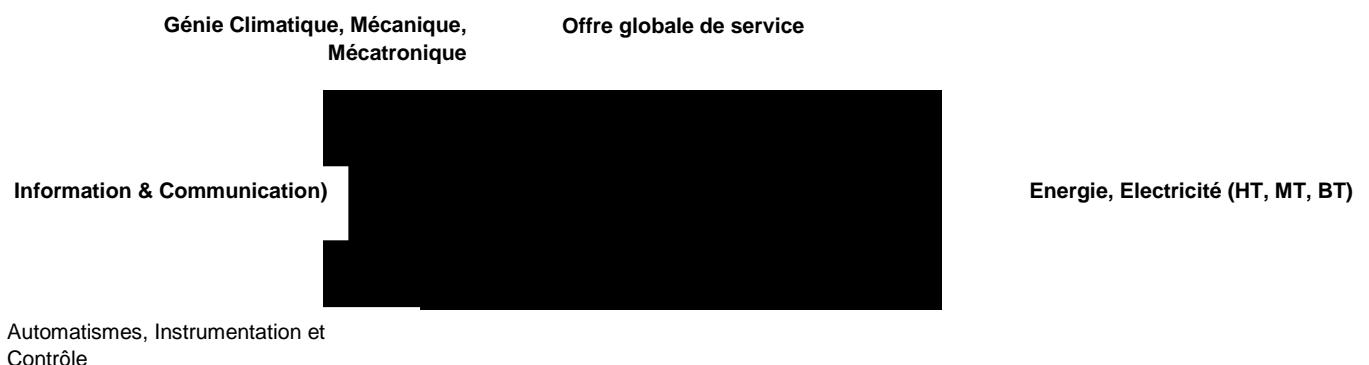 Génie Climatique, Mécanique,
Mécatronique
Offre globale de service
Information & Communication)
Energie, Electricité (HT, MT, BT)
Automatismes, Instrumentation et
Contrôle